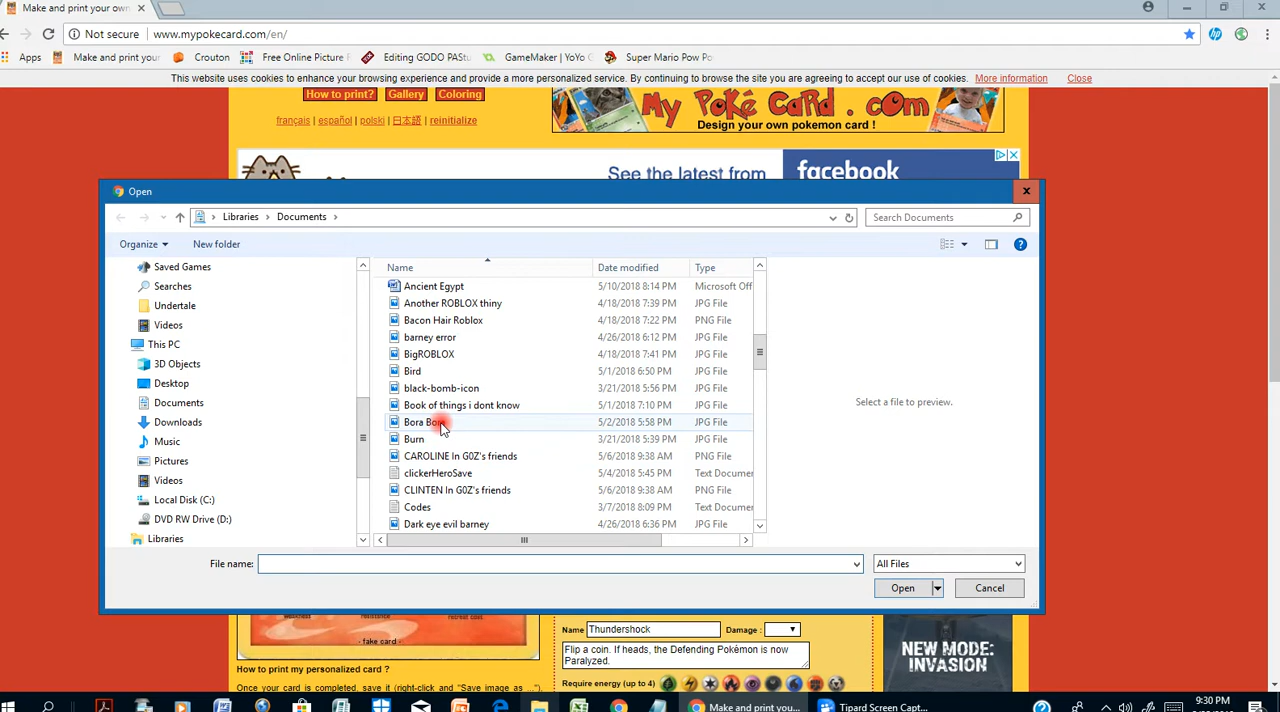 Make and print your own
Not secure www.mypokecard.com/en/
Apps Make and print your Crouton Free Online Picture Editing GODO PASt GameMaker | YoYo G Super Mario Pow Po
This website uses cookies to enhance your browsing experience and provide a more personalized service. By continuing to browse the site you are agreeing to accept our use of cookies. More information Close
How to print? Gallery Coloring
français | español | polski | 日本語 | reinitialize
My Poké Card .com
Design your own pokemon card !
See the latest from
facebook
Open
Libraries Documents
Search Documents
Organize New folder
Saved Games
Searches
Undertale
Videos
This PC
3D Objects
Desktop
Documents
Downloads
Music
Pictures
Videos
Local Disk (C:)
DVD RW Drive (D:)
Libraries
Name Date modified Type
Ancient Egypt 5/10/2018 8:14 PM Microsoft Off
Another ROBLOX thiny 4/18/2018 7:39 PM JPG File
Bacon Hair Roblox 4/18/2018 7:22 PM PNG File
barney error 4/26/2018 6:12 PM JPG File
BigROBLOX 4/18/2018 7:41 PM JPG File
Bird 5/1/2018 6:50 PM JPG File
black-bomb-icon 3/21/2018 5:56 PM JPG File
Book of things i dont know 5/1/2018 7:10 PM JPG File
Bora Bora 5/2/2018 5:58 PM JPG File
Burn 3/21/2018 5:39 PM JPG File
CAROLINE In G0Z's friends 5/6/2018 9:38 AM PNG File
clickerHeroSave 5/4/2018 5:45 PM Text Docume
CLINTEN In G0Z's friends 5/6/2018 9:38 AM PNG File
Codes 3/7/2018 8:09 PM Text Docume
Dark eye evil barney 4/26/2018 6:36 PM JPG File
Select a file to preview.
File name: All Files
Open Cancel
weakness resistance retreat cost
- fake card -
How to print my personalized card ?
Once your card is completed, save it (right-click and "Save image as ..."),
Name Thundershock Damage :
Flip a coin. If heads, the Defending Pokémon is now
Paralyzed.
Require energy (up to 4)
NEW MODE:
INVASION
Make and print you... Tipard Screen Capt...
9:30 PM